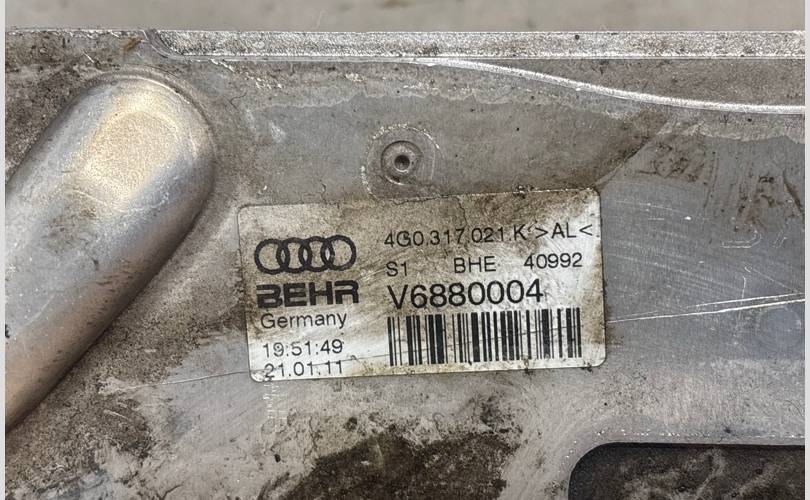 4G0.317.021.K >AL<
S1 BHE 40992
BEHR V6880004
Germany
19:51:49
21.01.11